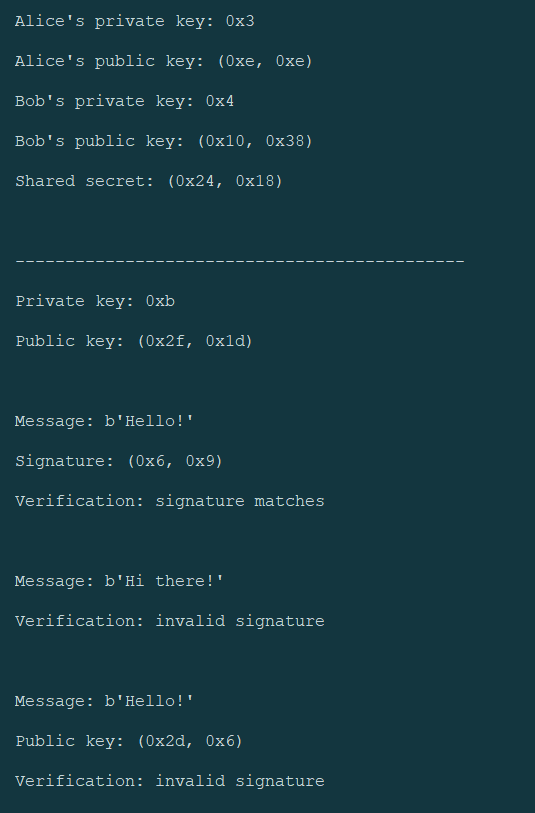 Alice's private key: 0x3
Alice's public key: (0xe, 0xe)
Bob's private key: 0x4
Bob's public key: (0x10, 0x38)
Shared secret: (0x24, 0x18)
---------------------------------------------
Private key: 0xb
Public key: (0x2f, 0x1d)
Message: b'Hello!'
Signature: (0x6, 0x9)
Verification: signature matches
Message: b'Hi there!'
Verification: invalid signature
Message: b'Hello!'
Public key: (0x2d, 0x6)
Verification: invalid signature